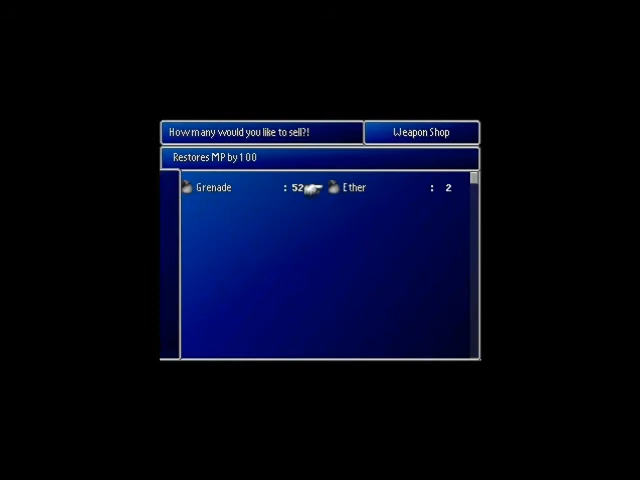 How many would you like to sell?!
Weapon Shop
Restores MP by 100
Grenade : 52 Ether : 2